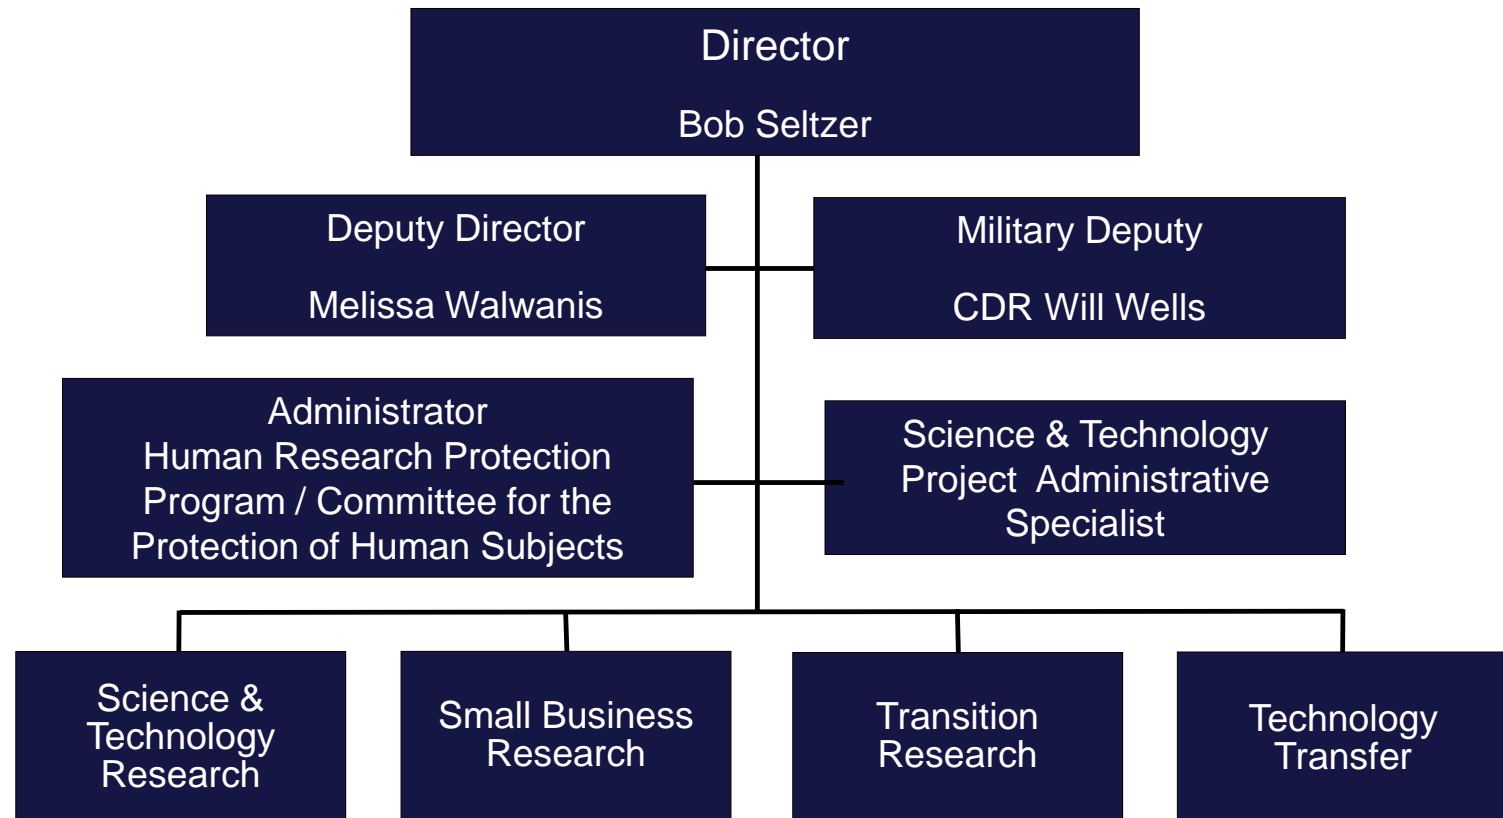 Director
Bob Seltzer
Deputy Director
Melissa Walwanis
Military Deputy
CDR Will Wells
Administrator
Human Research Protection
Program / Committee for the
Protection of Human Subjects
Science & Technology
Project  Administrative
Specialist
Science &
Technology
Research
Small Business
Research
Transition
Research
Technology
Transfer